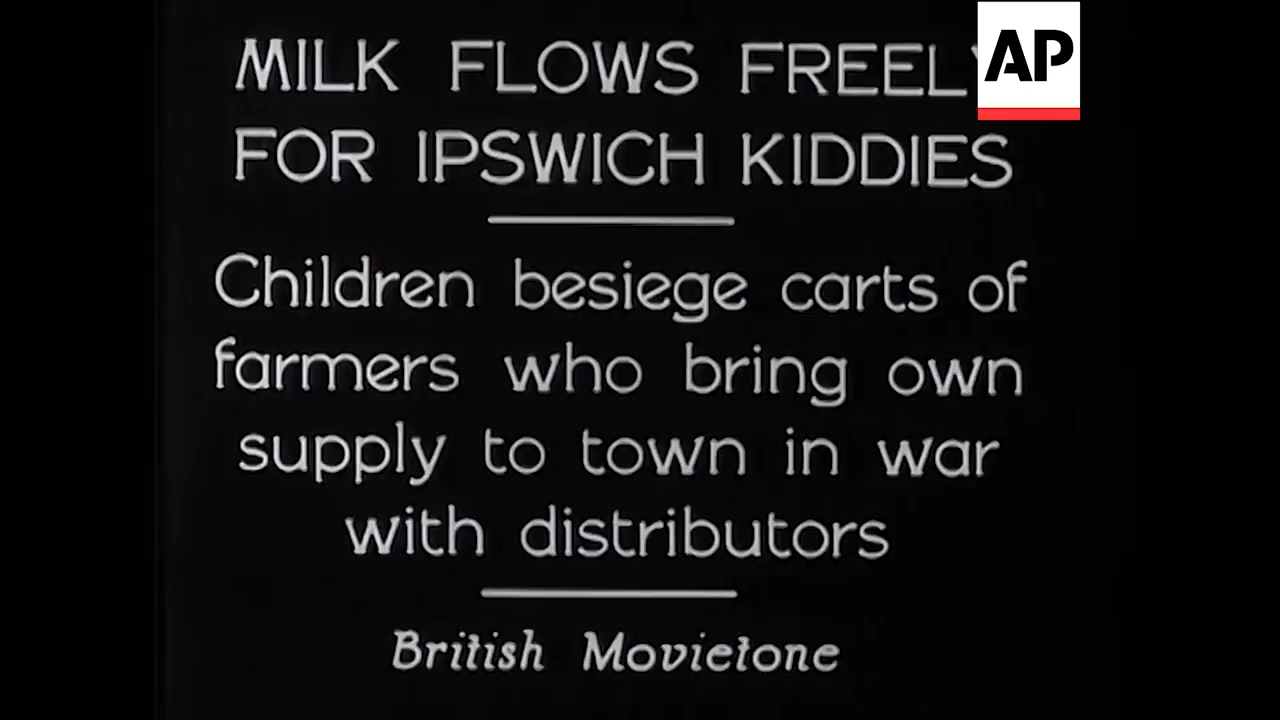 MILK FLOWS FREELY
AP
FOR IPSWICH KIDDIES
Children besiege carts of
farmers who bring own
supply to town in war
with distributors
British Movietone